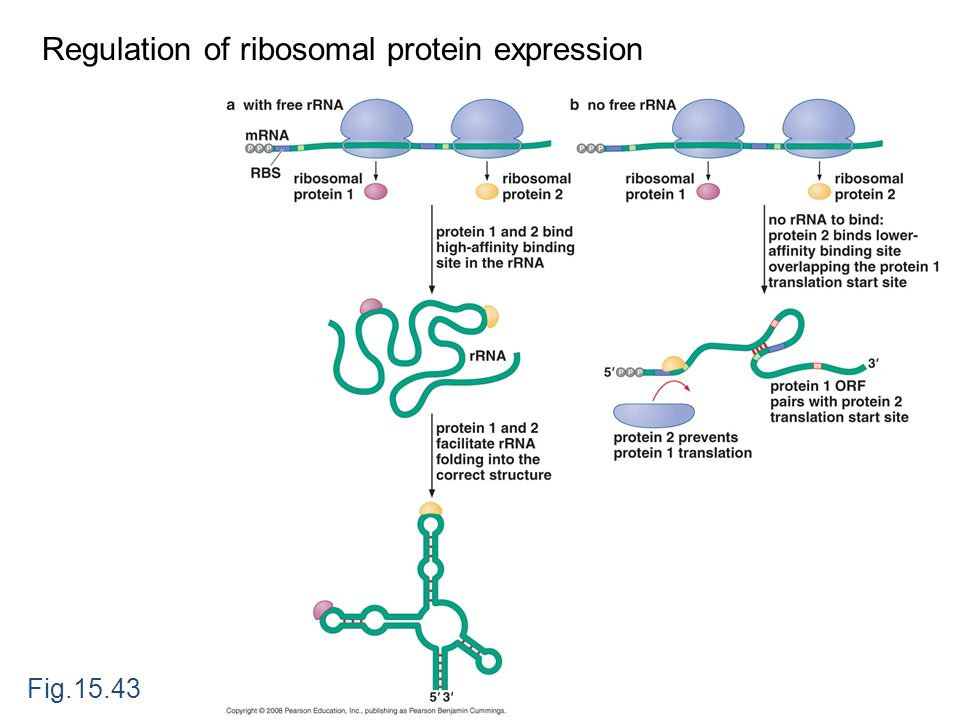 Regulation of ribosomal protein expression
a with free rRNA
mRNA
PPP
RBS
ribosomal
protein 1
ribosomal
protein 2
protein 1 and 2 bind
high-affinity binding
site in the rRNA
rRNA
protein 1 and 2
facilitate rRNA
folding into the
correct structure
5′ 3′
b no free rRNA
PPP
ribosomal
protein 1
ribosomal
protein 2
no rRNA to bind:
protein 2 binds lower-
affinity binding site
overlapping the protein 1
translation start site
5′ PPP
3′
protein 1 ORF
pairs with protein 2
translation start site
protein 2 prevents
protein 1 translation
Fig.15.43
Copyright © 2008 Pearson Education, Inc., publishing as Pearson Benjamin Cummings.